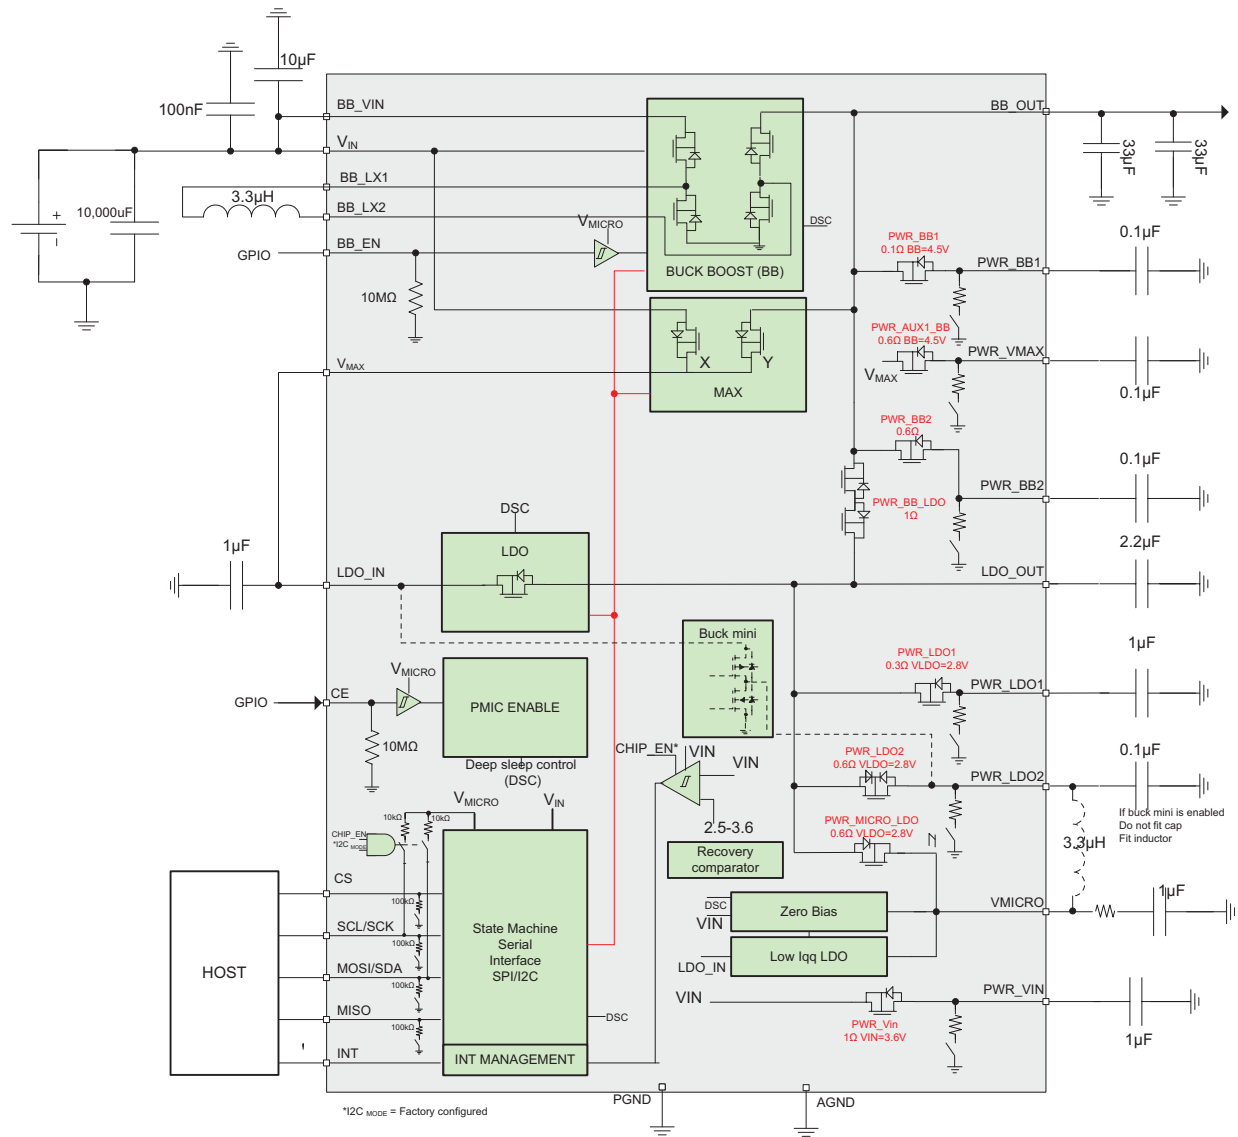 10µF
100nF
BB_VIN
BB_OUT
VIN
33µF
33µF
BB_LX1
3.3µH
10,000uF
+
BB_LX2
VMICRO
DSC
GPIO
BB_EN
PWR_BB1
0.1Ω BB=4.5V
0.1µF
PWR_BB1
BUCK BOOST (BB)
10MΩ
PWR_AUX1_BB
0.6Ω BB=4.5V
PWR_VMAX
VMAX
X
Y
VMAX
MAX
0.1µF
PWR_BB2
0.6Ω
0.1µF
PWR_BB2
PWR_BB_LDO
1Ω
DSC
1µF
LDO
2.2µF
LDO_IN
LDO_OUT
Buck mini
1µF
PWR_LDO1
0.3Ω VLDO=2.8V
VMICRO
PWR_LDO1
CE
GPIO
PMIC ENABLE
10MΩ
CHIP_EN*
VIN
VIN
PWR_LDO2
0.6Ω VLDO=2.8V
0.1µF
PWR_LDO2
Deep sleep control
(DSC)
VMICRO
VIN
2.5-3.6
If buck mini is enabled
Do not fit cap
Fit inductor
10kΩ
10kΩ
PWR_MICRO_LDO
0.6Ω VLDO=2.8V
CHIP_EN
*I2C MODE
3.3µH
Recovery
comparator
CS
100kΩ
1µF
DSC
VIN
Zero Bias
VMICRO
SCL/SCK
100kΩ
State Machine
Serial
Interface
SPI/I2C
Low Iqq LDO
LDO_IN
HOST
MOSI/SDA
100kΩ
VIN
PWR_VIN
MISO
100kΩ
DSC
PWR_Vin
1Ω VIN=3.6V
1µF
INT
INT MANAGEMENT
PGND
AGND
*I2C MODE = Factory configured